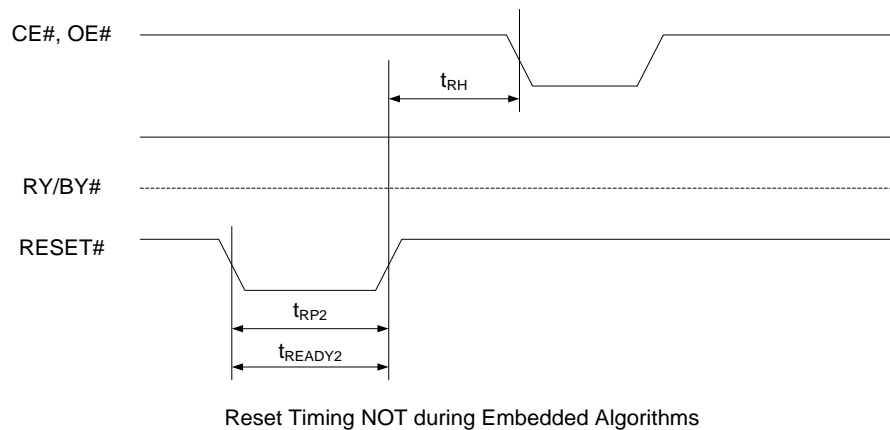 CE#, OE#
tRH
RY/BY#
RESET#
tRP2
tREADY2
Reset Timing NOT during Embedded Algorithms